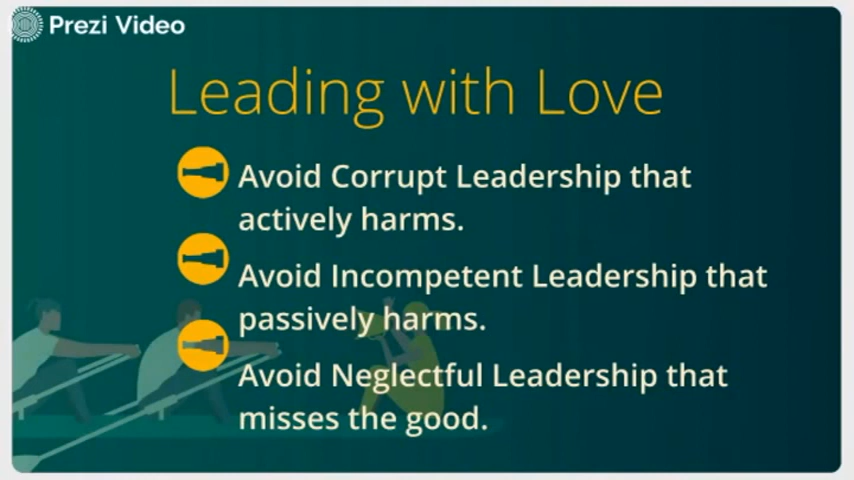 Prezi Video
Leading with Love
Avoid Corrupt Leadership that
actively harms.
Avoid Incompetent Leadership that
passively harms.
Avoid Neglectful Leadership that
misses the good.